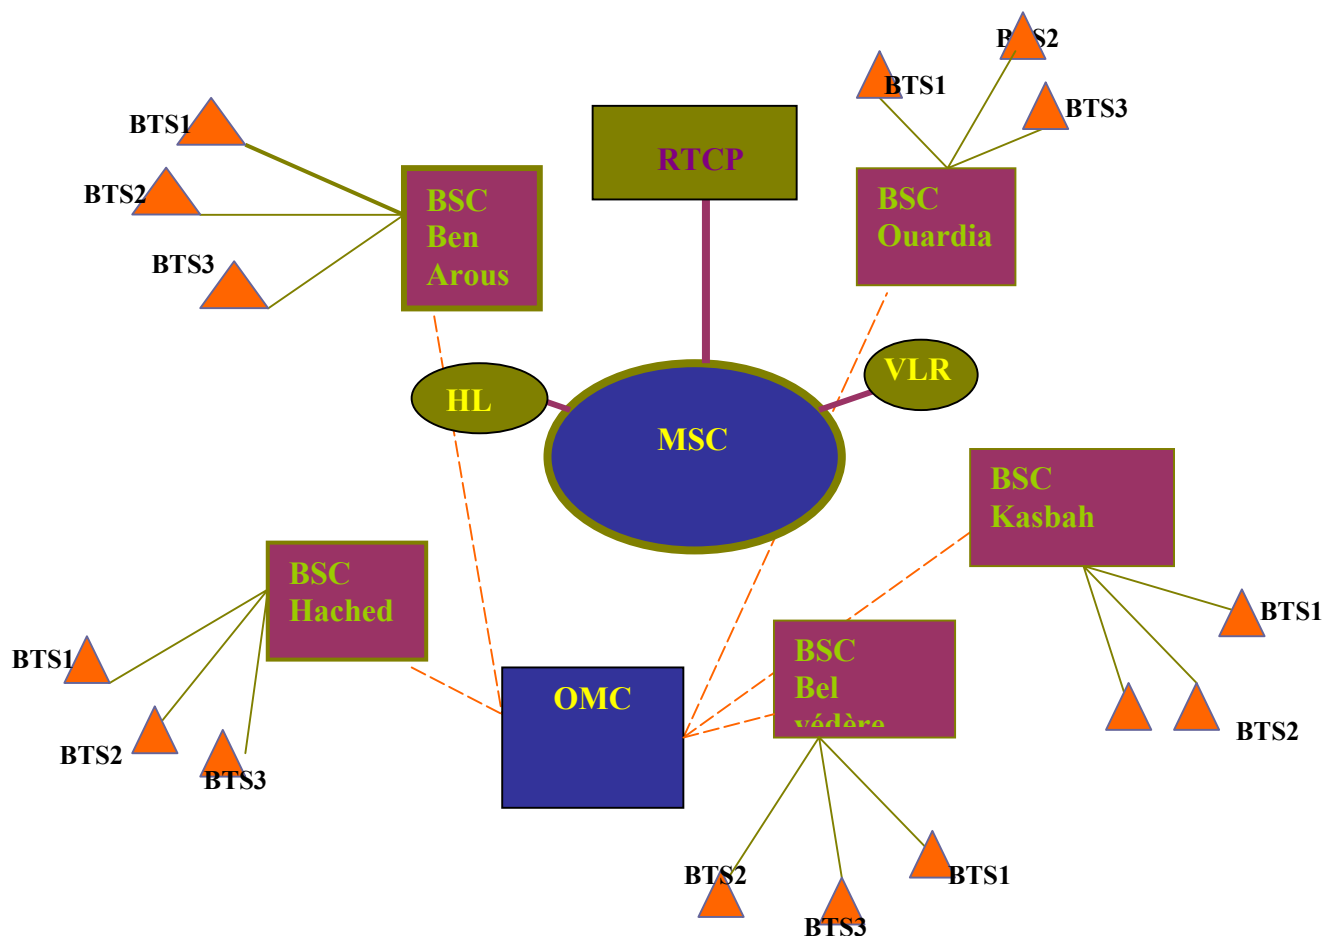 BTS2
BTS1
BTS3
BTS1
RTCP
BTS2
BSC
Ben
Arous
BSC
Ouardia
BTS3
VLR
HL
MSC
BSC
Kasbah
BSC
Hached
BTS1
BTS1
BSC
Bel
védère
OMC
BTS2
BTS2
BTS3
BTS2
BTS1
BTS3